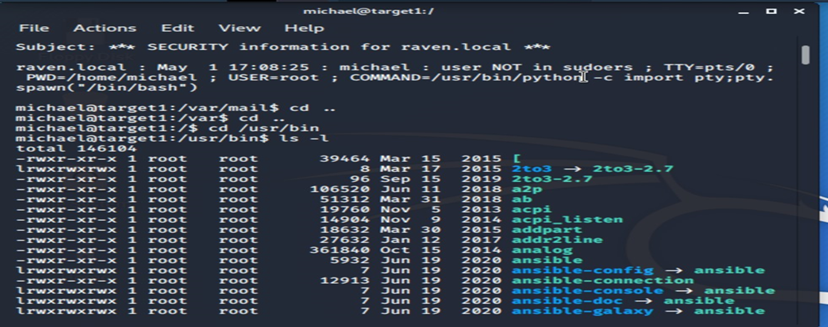 michael@target1:/
File Actions Edit View Help
Subject: *** SECURITY information for raven.local ***
raven.local : May 1 17:08:25 : michael : user NOT in sudoers ; TTY=pts/0 ;
PWD=/home/michael ; USER=root ; COMMAND=/usr/bin/python -c import pty;pty.
spawn("/bin/bash")
michael@target1:/var/mail$ cd ..
michael@target1:/var$ cd ..
michael@target1:/$ cd /usr/bin
michael@target1:/usr/bin$ ls -l
total 146104
-rwxr-xr-x 1 root root 39464 Mar 15 2015 [
lrwxrwxrwx 1 root root 8 Mar 17 2015 2to3 → 2to3-2.7
-rwxr-xr-x 1 root root 96 Sep 15 2019 2to3-2.7
-rwxr-xr-x 1 root root 106520 Jun 11 2018 a2p
-rwxr-xr-x 1 root root 51312 Mar 31 2018 ab
-rwxr-xr-x 1 root root 19760 Nov 5 2013 acpi
-rwxr-xr-x 1 root root 14904 Nov 9 2014 acpi_listen
-rwxr-xr-x 1 root root 18632 Mar 30 2015 addpart
-rwxr-xr-x 1 root root 27632 Jan 12 2017 addr2line
-rwxr-xr-x 1 root root 361840 Oct 15 2014 analog
-rwxr-xr-x 1 root root 5932 Jun 19 2020 ansible
lrwxrwxrwx 1 root root 7 Jun 19 2020 ansible-config → ansible
-rwxr-xr-x 1 root root 12913 Jun 19 2020 ansible-connection
lrwxrwxrwx 1 root root 7 Jun 19 2020 ansible-console → ansible
lrwxrwxrwx 1 root root 7 Jun 19 2020 ansible-doc → ansible
lrwxrwxrwx 1 root root 7 Jun 19 2020 ansible-galaxy → ansible